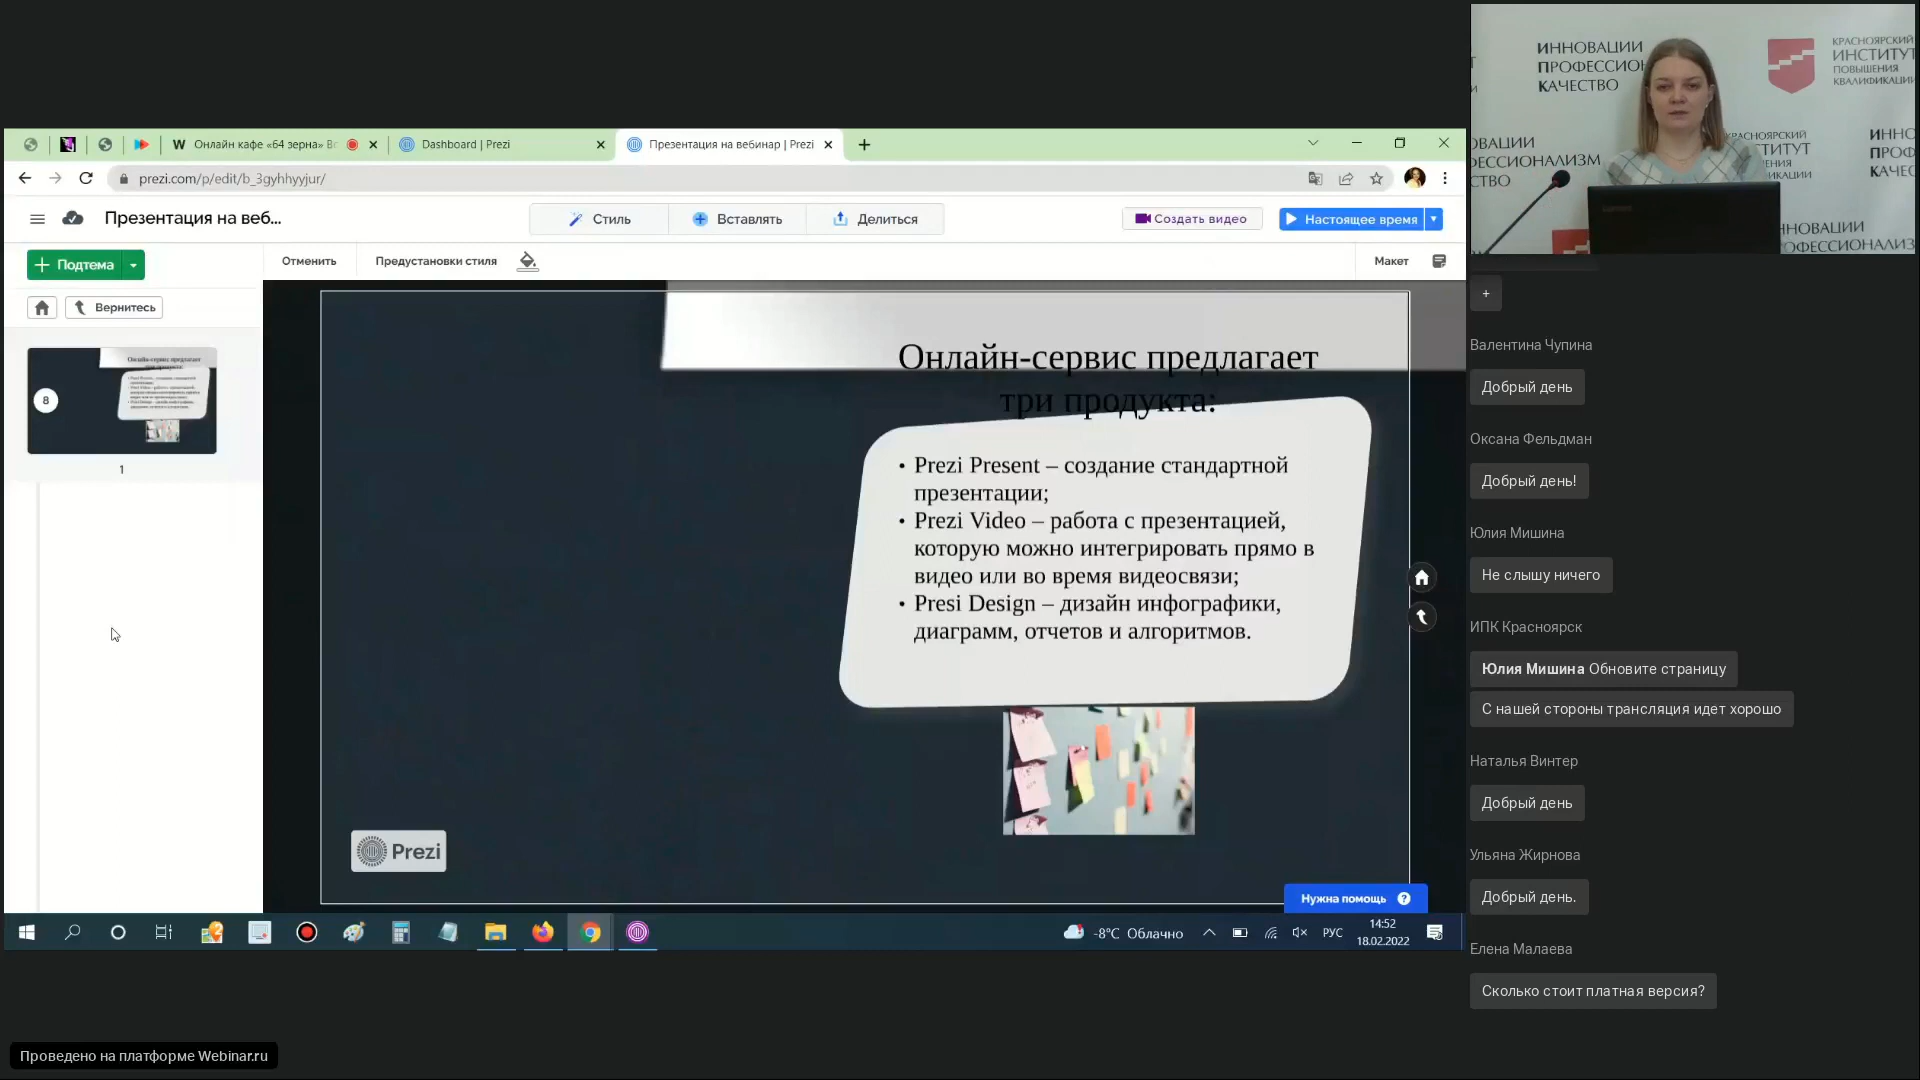 Онлайн кафе «64 зерна»
Dashboard | Prezi
Презентация на вебинар | Prezi
prezi.com/p/edit/b_3gyhhyyjur/
Презентация на веб...
Стиль
Вставлять
Делиться
Создать видео
Настоящее время
Подтема
Отменить
Предустановки стиля
Макет
Вернитесь
8
1
Онлайн-сервис предлагает
три продукта:
• Prezi Present – создание стандартной
презентации;
• Prezi Video – работа с презентацией,
которую можно интегрировать прямо в
видео или во время видеосвязи;
• Presi Design – дизайн инфографики,
диаграмм, отчетов и алгоритмов.
Prezi
Нужна помощь ?
-8°C Облачно
РУС
14:52
18.02.2022
ИННОВАЦИИ
ПРОФЕССИОН
КАЧЕСТВО
КРАСНОЯРСКИЙ
ИНСТИТУТ
ПОВЫШЕНИЯ
КВАЛИФИКАЦИИ
+
Валентина Чупина
Добрый день
Оксана Фельдман
Добрый день!
Юлия Мишина
Не слышу ничего
ИПК Красноярск
Юлия Мишина Обновите страницу
С нашей стороны трансляция идет хорошо
Наталья Винтер
Добрый день
Ульяна Жирнова
Добрый день.
Елена Малаева
Сколько стоит платная версия?
Проведено на платформе Webinar.ru